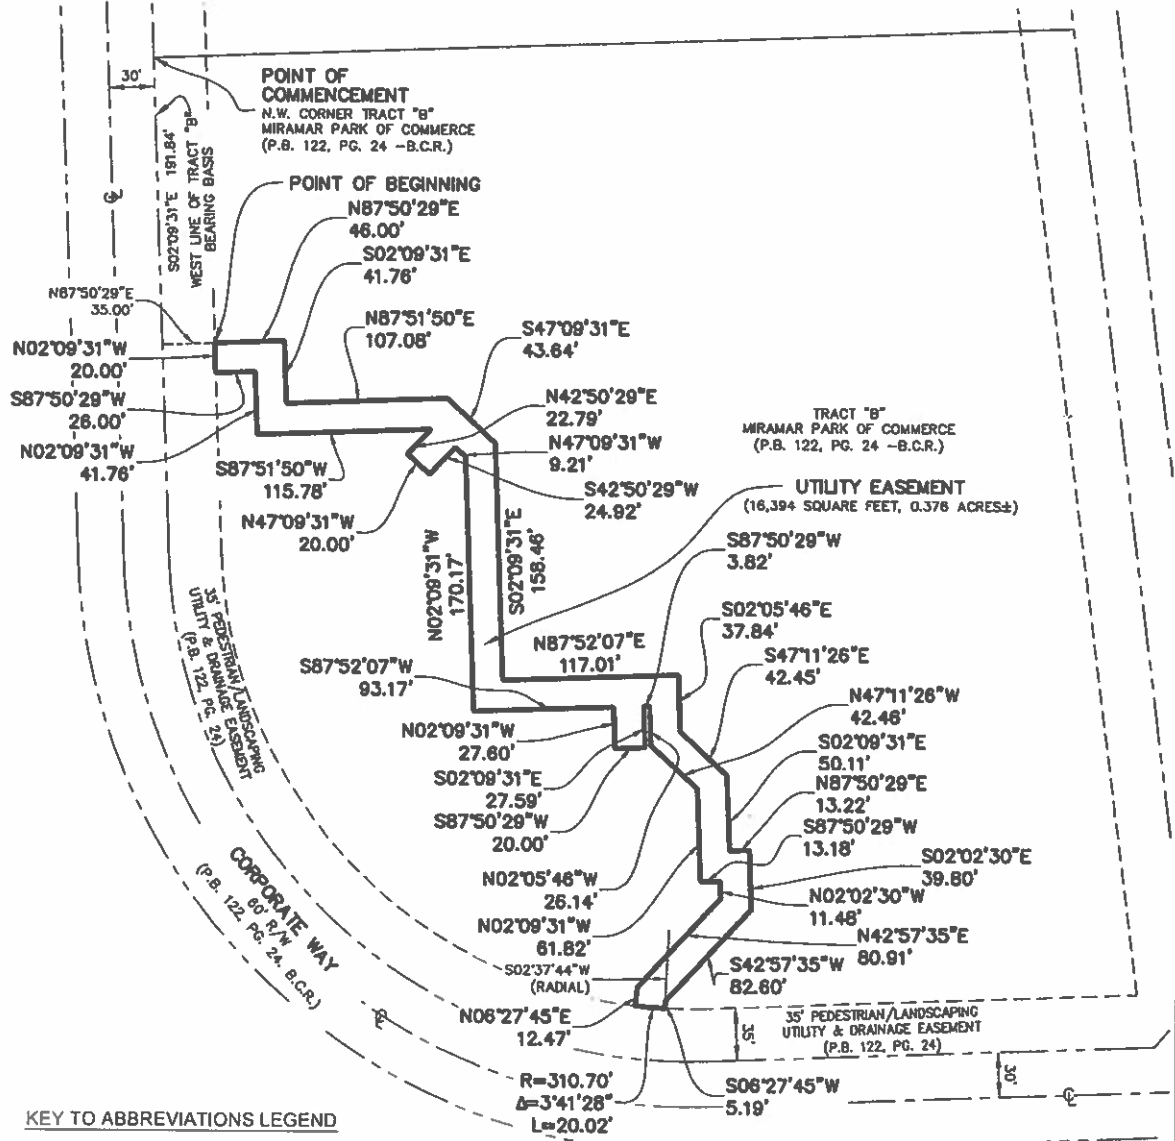 30'
POINT OF
COMMENCEMENT
N.W. CORNER TRACT "B"
MIRAMAR PARK OF COMMERCE
(P.B. 122, PG. 24 -B.C.R.)
S02°09'31"E 191.84'
WEST LINE OF TRACT "B"
BEARING BASIS
POINT OF BEGINNING
N87°50'29"E
46.00'
S02°09'31"E
41.76'
N87°50'29"E
35.00'
N87°51'50"E
107.08'
S47°09'31"E
43.64'
N02°09'31"W
20.00'
S87°50'29"W
26.00'
N02°09'31"W
41.76'
N42°50'29"E
22.79'
N47°09'31"W
9.21'
S42°50'29"W
24.92'
S87°51'50"W
115.78'
N47°09'31"W
20.00'
TRACT "B"
MIRAMAR PARK OF COMMERCE
(P.B. 122, PG. 24 -B.C.R.)
UTILITY EASEMENT
(16,394 SQUARE FEET, 0.376 ACRES±)
N02°09'31"W
170.17'
S02°09'31"E
158.46'
S87°50'29"W
3.82'
S02°05'46"E
37.84'
N87°52'07"E
117.01'
S47°11'26"E
42.45'
S87°52'07"W
93.17'
N47°11'26"W
42.46'
N02°09'31"W
27.60'
S02°09'31"E
50.11'
S02°09'31"E
27.59'
N87°50'29"E
13.22'
S87°50'29"W
20.00'
S87°50'29"W
13.18'
35' PEDESTRIAN/LANDSCAPING
UTILITY & DRAINAGE EASEMENT
(P.B. 122, PG. 24)
S02°02'30"E
39.80'
N02°05'46"W
26.14'
N02°02'30"W
11.48'
N02°09'31"W
61.82'
N42°57'35"E
80.91'
S42°57'35"W
82.60'
S02°37'44"W
(RADIAL)
CORPORATE WAY
60' R/W
(P.B. 122, PG. 24, B.C.R.)
N06°27'45"E
12.47'
35' PEDESTRIAN/LANDSCAPING
UTILITY & DRAINAGE EASEMENT
(P.B. 122, PG. 24)
35'
30'
R=310.70'
Δ=3°41'28"
L=20.02'
S06°27'45"W
5.19'
KEY TO ABBREVIATIONS LEGEND